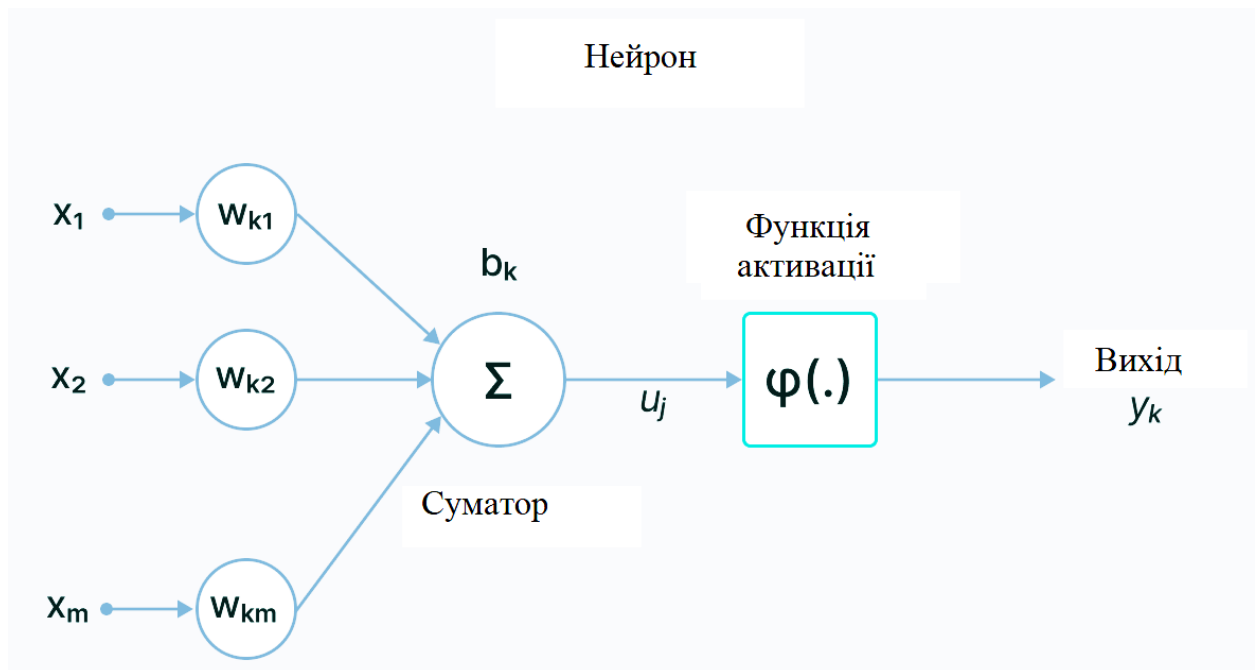 Нейрон
x₁
wₖ₁
bₖ
Функція
активації
x₂
wₖ₂
Σ
uⱼ
φ(.)
Вихід
yₖ
Суматор
xₘ
wₖₘ